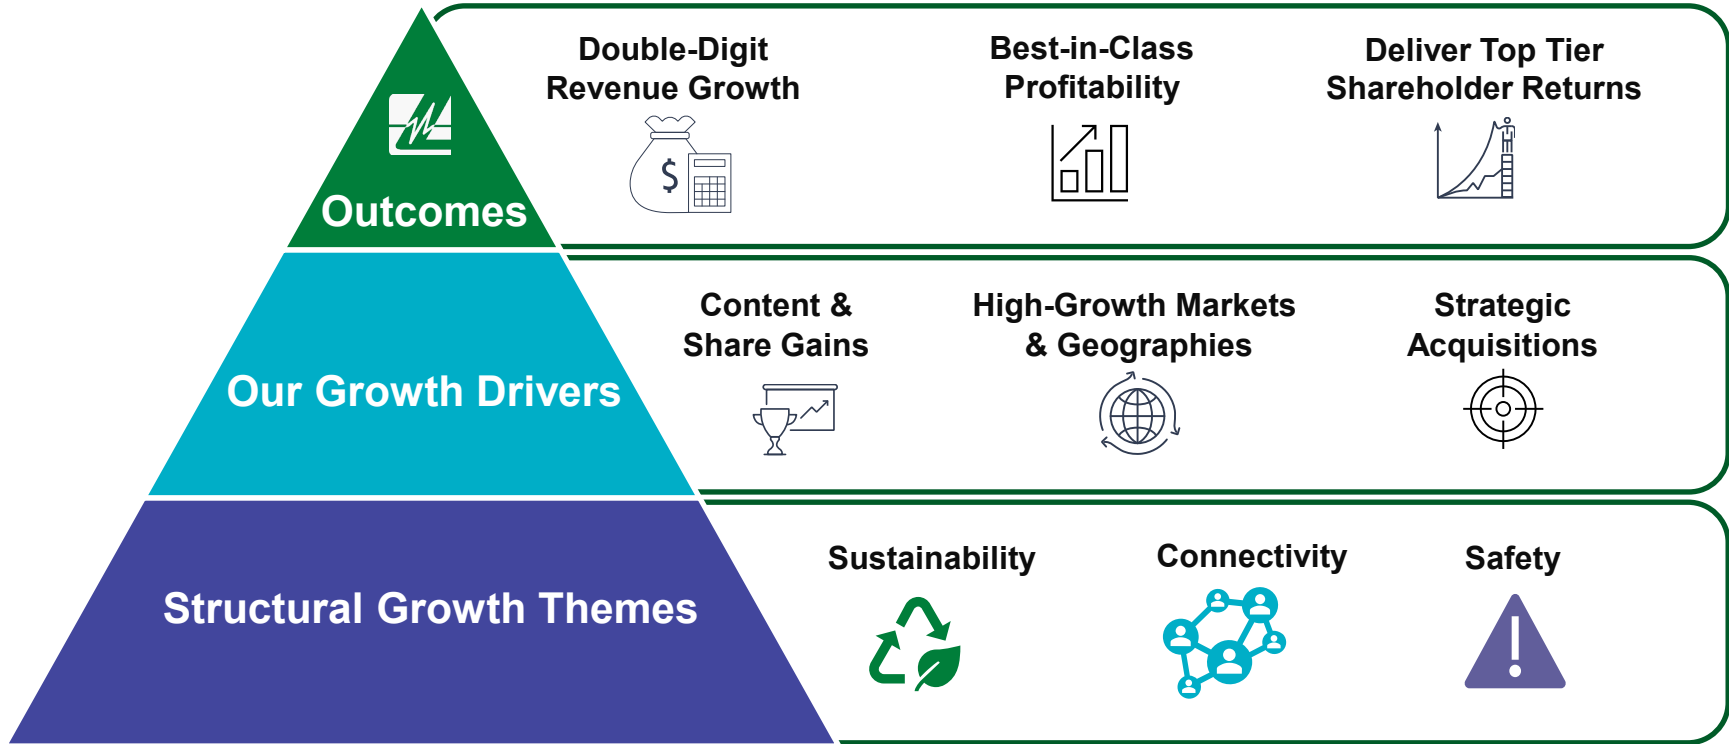 Double-Digit
Revenue Growth
Best-in-Class
Profitability
Deliver Top Tier
Shareholder Returns
$
Outcomes
Content &
Share Gains
High-Growth Markets
& Geographies
Strategic
Acquisitions
Our Growth Drivers
Sustainability
Connectivity
Safety
Structural Growth Themes
!